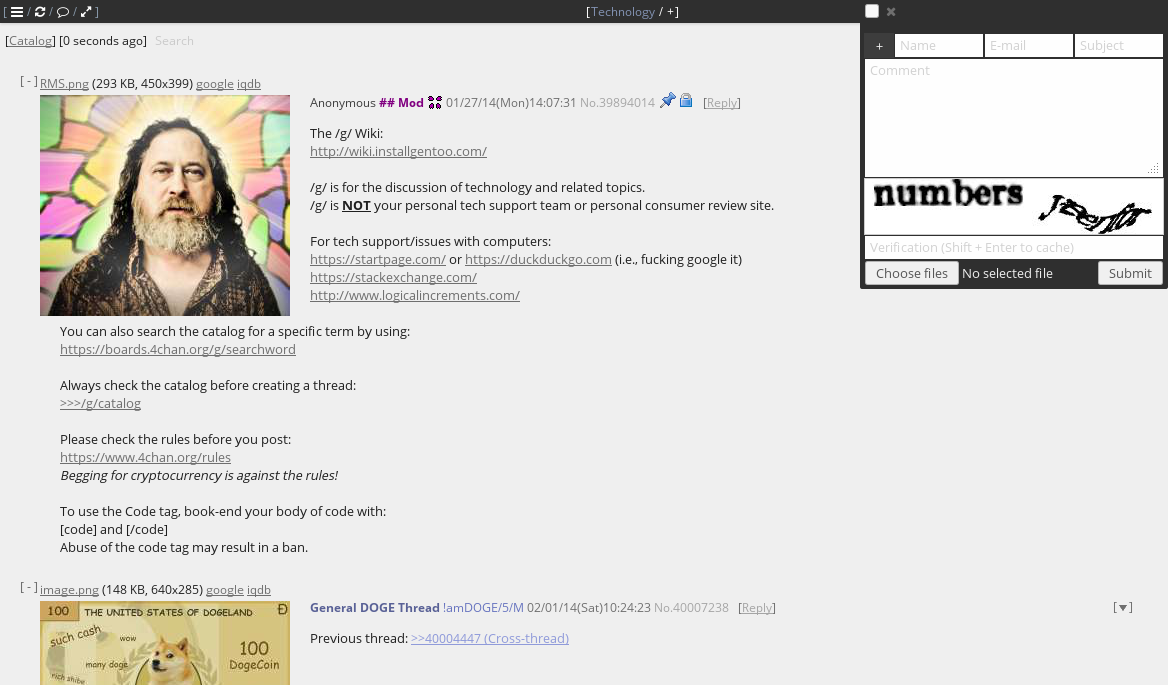 [ / / / ]
[Technology / +]
[Catalog] [0 seconds ago] Search
+ Name E-mail Subject
Comment
numbers
Verification (Shift + Enter to cache)
Choose files No selected file Submit
[ - ] RMS.png (293 KB, 450x399) google iqdb
Anonymous ## Mod 01/27/14(Mon)14:07:31 No.39894014 [Reply]
The /g/ Wiki:
http://wiki.installgentoo.com/
/g/ is for the discussion of technology and related topics.
/g/ is NOT your personal tech support team or personal consumer review site.
For tech support/issues with computers:
https://startpage.com/ or https://duckduckgo.com (i.e., fucking google it)
https://stackexchange.com/
http://www.logicalincrements.com/
You can also search the catalog for a specific term by using:
https://boards.4chan.org/g/searchword
Always check the catalog before creating a thread:
>>>/g/catalog
Please check the rules before you post:
https://www.4chan.org/rules
Begging for cryptocurrency is against the rules!
To use the Code tag, book-end your body of code with:
[code] and [/code]
Abuse of the code tag may result in a ban.
[ - ] image.png (148 KB, 640x285) google iqdb
General DOGE Thread !amDOGE/5/M 02/01/14(Sat)10:24:23 No.40007238 [Reply] [▼]
Previous thread: >>40004447 (Cross-thread)
100 THE UNITED STATES OF DOGELAND Ð
such cash
wow
many doge
rich shibe
100
DogeCoin